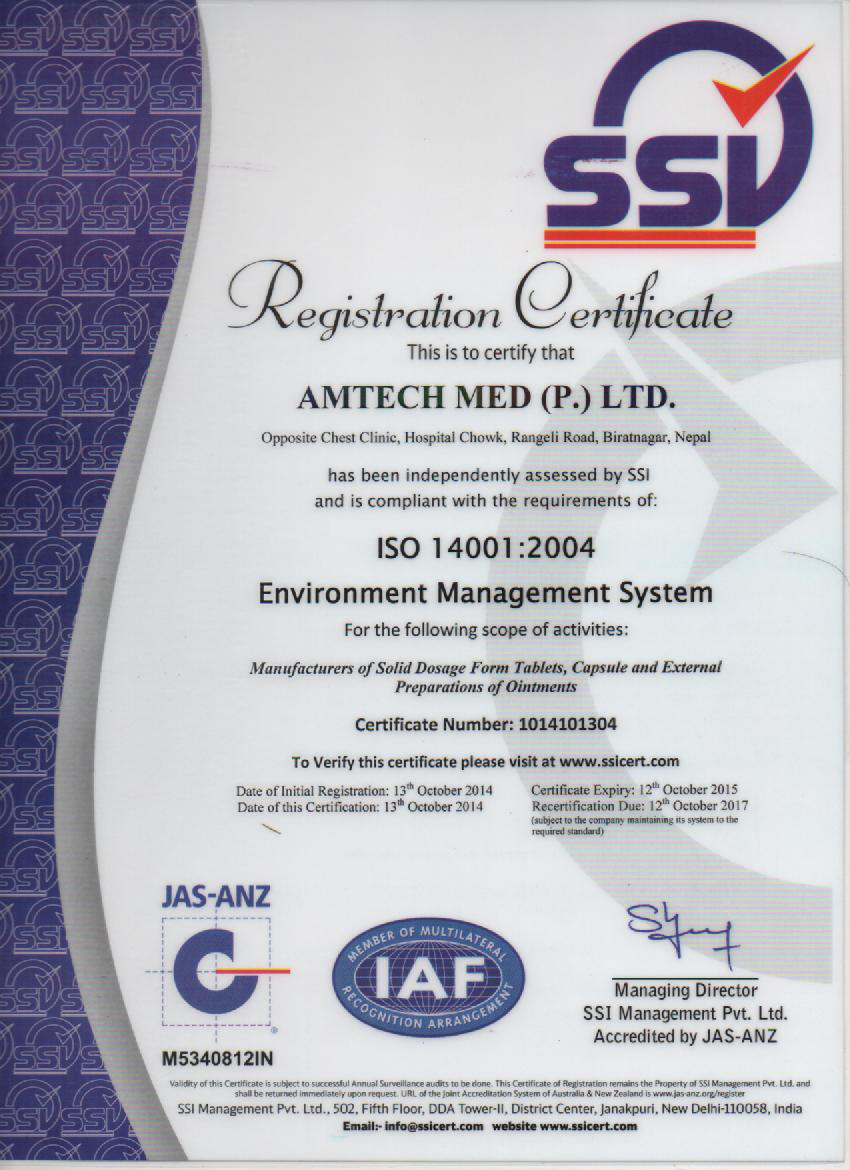 SSI
Registration Certificate
This is to certify that
AMTECH MED (P.) LTD.
Opposite Chest Clinic, Hospital Chowk, Rangeli Road, Biratnagar, Nepal
has been independently assessed by SSI
and is compliant with the requirements of:
ISO 14001:2004
Environment Management System
For the following scope of activities:
Manufacturers of Solid Dosage Form Tablets, Capsule and External
Preparations of Ointments
Certificate Number: 1014101304
To Verify this certificate please visit at www.ssicert.com
Date of Initial Registration: 13th October 2014
Date of this Certification: 13th October 2014
Certificate Expiry: 12th October 2015
Recertification Due: 12th October 2017
(subject to the company maintaining its system to the
required standard)
JAS-ANZ
®
M5340812IN
MEMBER OF MULTILATERAL
IAF
RECOGNITION ARRANGEMENT
Managing Director
SSI Management Pvt. Ltd.
Accredited by JAS-ANZ
Validity of this Certificate is subject to successful Annual Surveillance audits to be done. This Certificate of Registration remains the Property of SSI Management Pvt. Ltd. and
shall be returned immediately upon request. URL of the Joint Accreditation System of Australia & New Zealand is www.jas-anz.org/register
SSI Management Pvt. Ltd., 502, Fifth Floor, DDA Tower-II, District Center, Janakpuri, New Delhi-110058, India
Email:- info@ssicert.com website www.ssicert.com